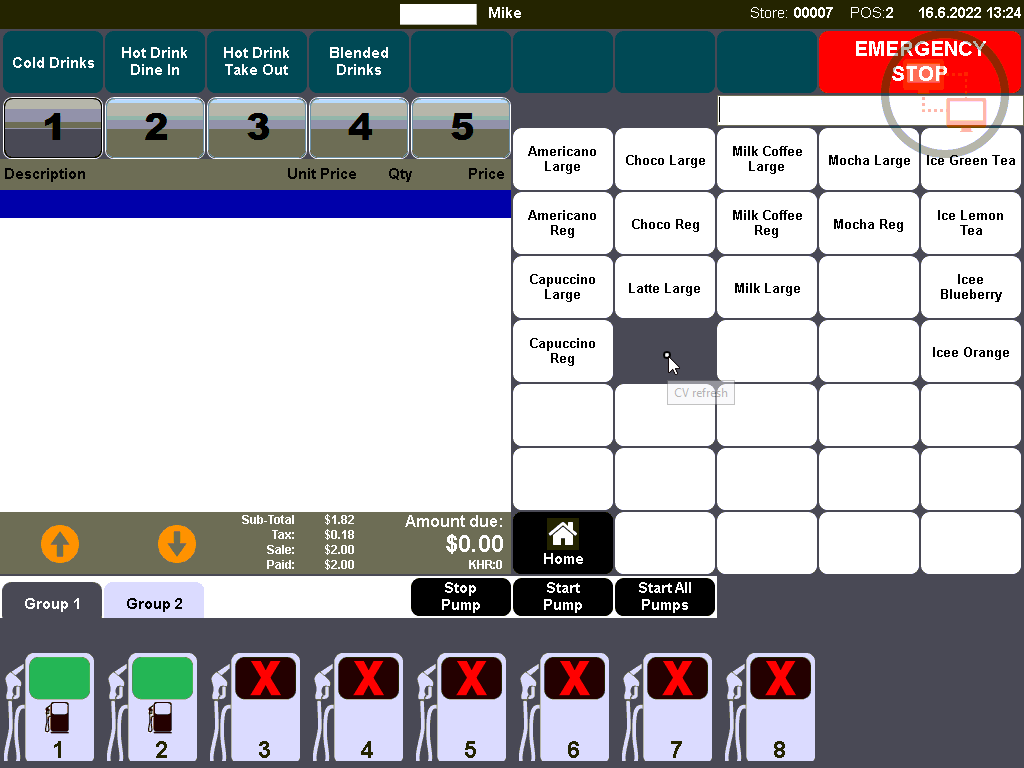 Mike
Store: 00007 POS:2 16.6.2022 13:24
Cold Drinks
Hot Drink
Dine In
Hot Drink
Take Out
Blended
Drinks
EMERGENCY
STOP
1
2
3
4
5
Description Unit Price Qty Price
Americano
Large
Choco Large
Milk Coffee
Large
Mocha Large
Ice Green Tea
Americano
Reg
Choco Reg
Milk Coffee
Reg
Mocha Reg
Ice Lemon
Tea
Capuccino
Large
Latte Large
Milk Large
Icee
Blueberry
Capuccino
Reg
Icee Orange
CV refresh
Sub-Total $1.82
Tax: $0.18
Sale: $2.00
Paid: $2.00
Amount due:
$0.00
KHR:0
Home
Group 1
Group 2
Stop
Pump
Start
Pump
Start All
Pumps
X
X
X
X
X
X
1
2
3
4
5
6
7
8